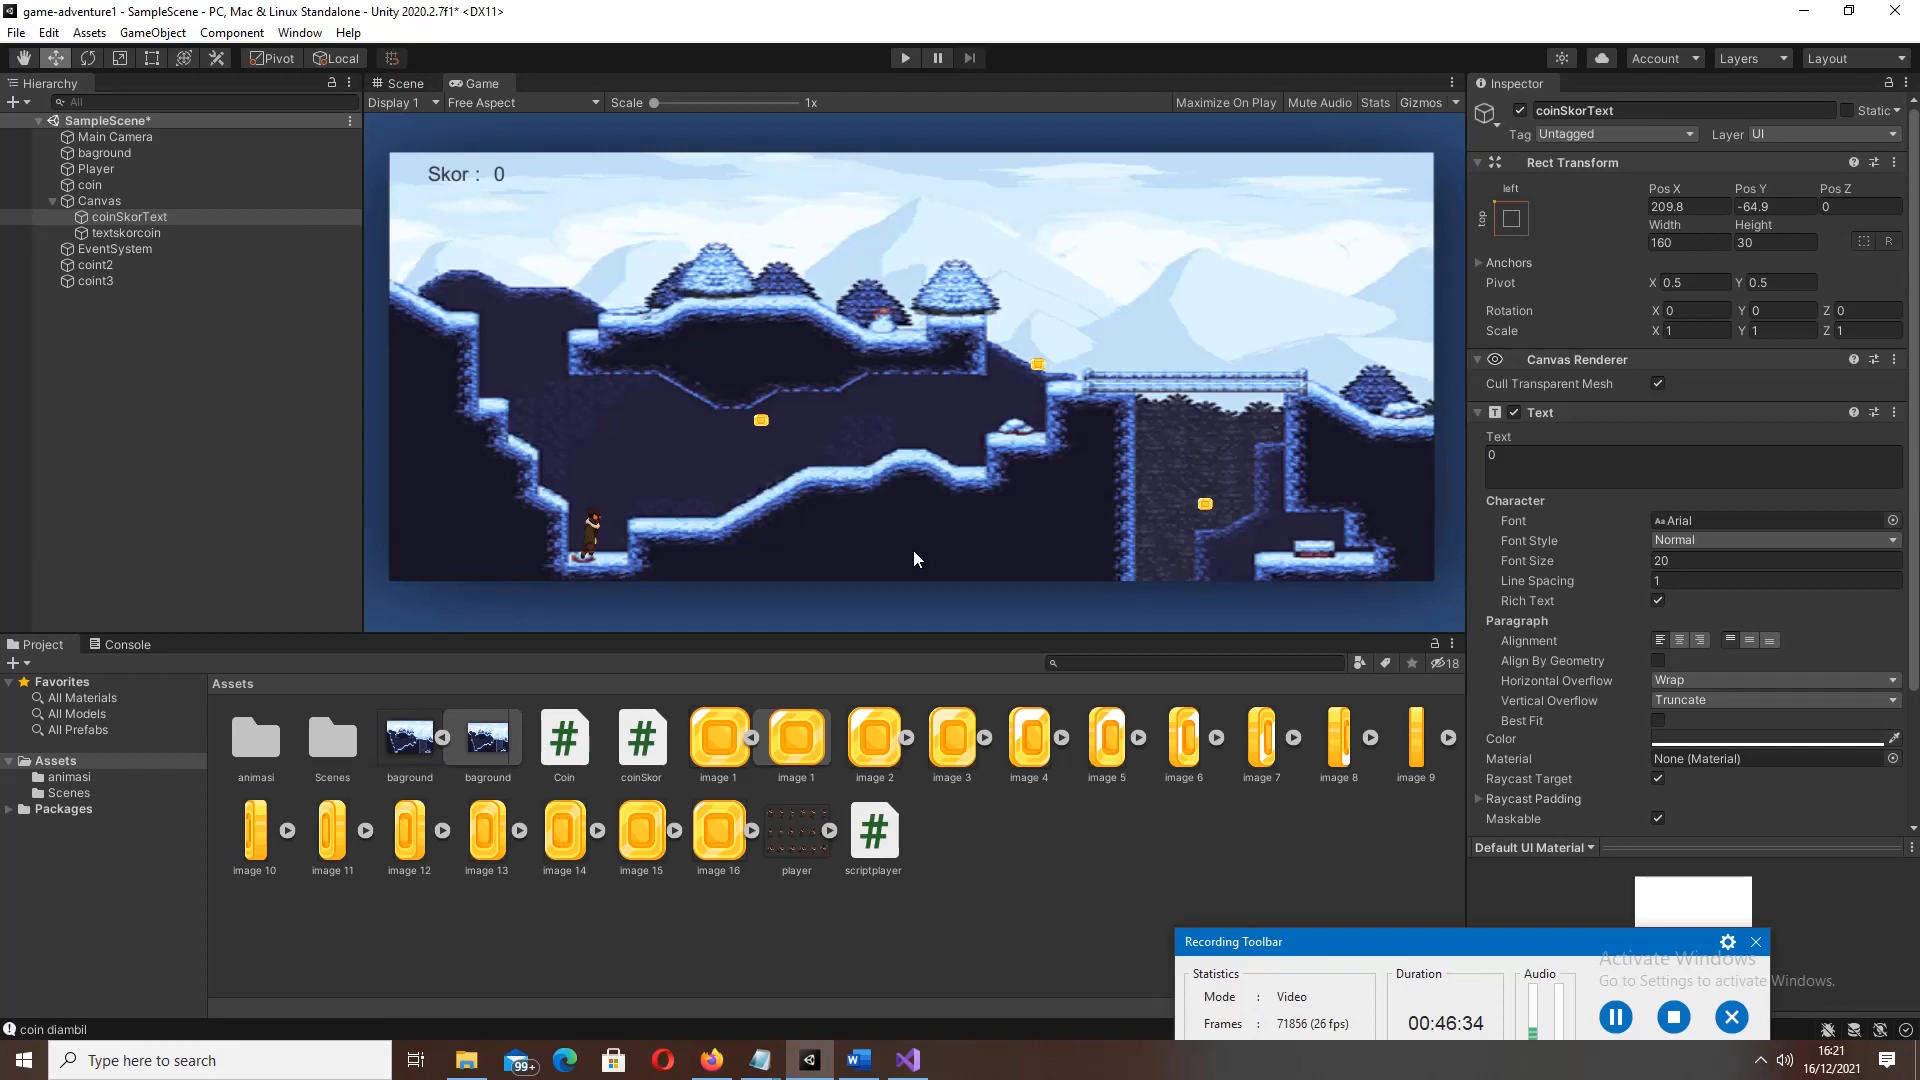 game-adventure1 - SampleScene - PC, Mac & Linux Standalone - Unity 2020.2.7f1* <DX11>
File Edit Assets GameObject Component Window Help
Pivot Local Account Layers Layout
Hierarchy
All
SampleScene*
Main Camera
baground
Player
coin
Canvas
coinSkorText
textskorcoin
EventSystem
coint2
coint3
Scene Game
Display 1 Free Aspect Scale 1x Maximize On Play Mute Audio Stats Gizmos
Skor : 0
Inspector
coinSkorText Static
Tag Untagged Layer UI
Rect Transform
left
top
Pos X Pos Y Pos Z
209.8 -64.9 0
Width Height
160 30
R
Anchors
Pivot X 0.5 Y 0.5
Rotation X 0 Y 0 Z 0
Scale X 1 Y 1 Z 1
Canvas Renderer
Cull Transparent Mesh
Text
Text
0
Character
Font Arial
Font Style Normal
Font Size 20
Line Spacing 1
Rich Text
Paragraph
Alignment
Align By Geometry
Horizontal Overflow Wrap
Vertical Overflow Truncate
Best Fit
Color
Material None (Material)
Raycast Target
Raycast Padding
Maskable
Default UI Material
Project Console
18
Favorites
All Materials
All Models
All Prefabs
Assets
animasi
Scenes
Packages
Assets
animasi Scenes baground baground Coin coinSkor image 1 image 1 image 2 image 3 image 4 image 5 image 6 image 7 image 8 image 9
image 10 image 11 image 12 image 13 image 14 image 15 image 16 player scriptplayer
Recording Toolbar
Statistics
Mode : Video
Frames : 71856 (26 fps)
Duration
00:46:34
Audio
Activate Windows
Go to Settings to activate Windows.
coin diambil
Type here to search
99+
16:21
16/12/2021